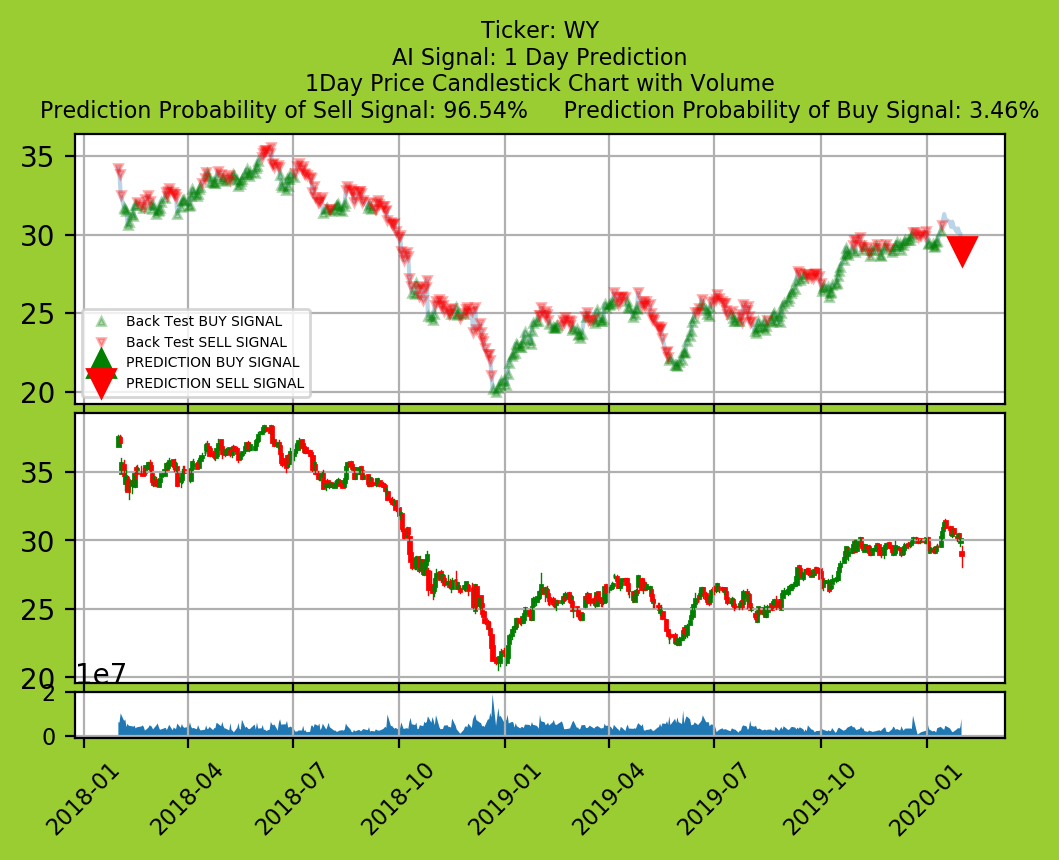 Ticker: WY
AI Signal: 1 Day Prediction
1Day Price Candlestick Chart with Volume
Prediction Probability of Sell Signal: 96.54% Prediction Probability of Buy Signal: 3.46%
35
30
25
20
Back Test BUY SIGNAL
Back Test SELL SIGNAL
PREDICTION BUY SIGNAL
PREDICTION SELL SIGNAL
35
30
25
20
1e7
2
0
2018-01 2018-04 2018-07 2018-10 2019-01 2019-04 2019-07 2019-10 2020-01